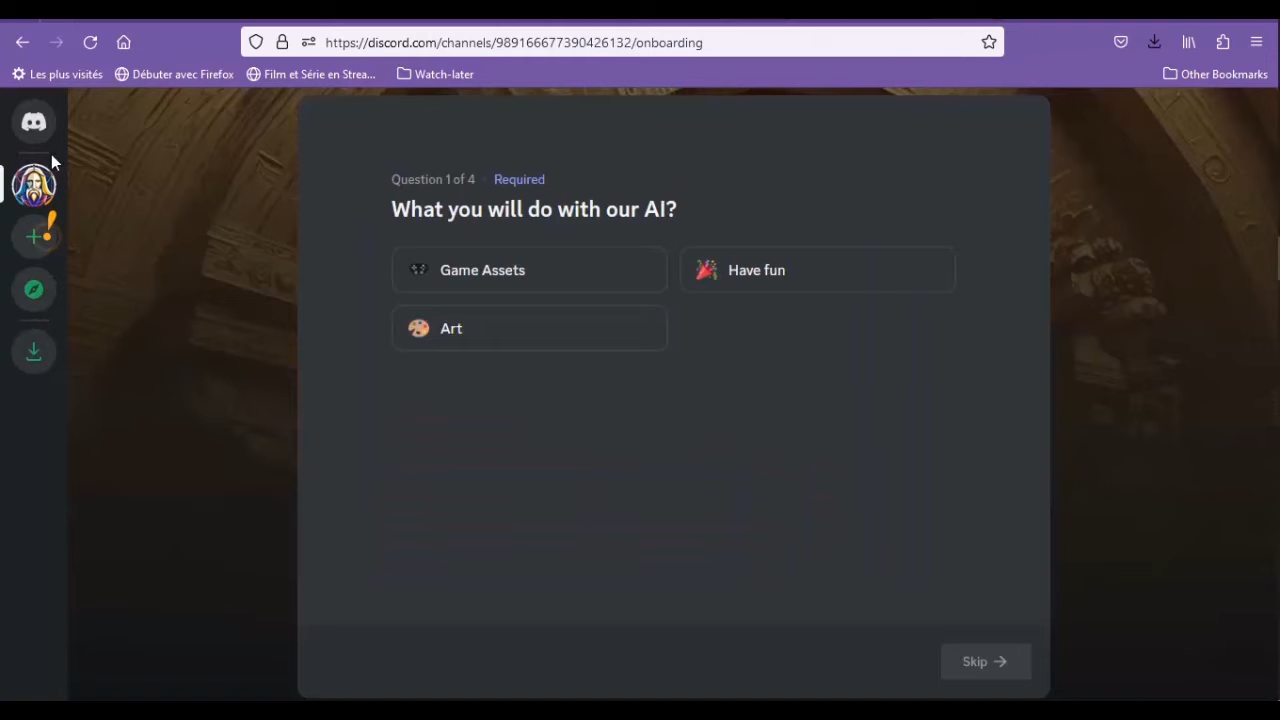 https://discord.com/channels/989166677390426132/onboarding
Les plus visités Débuter avec Firefox Film et Série en Strea... Watch-later Other Bookmarks
Question 1 of 4 Required
What you will do with our AI?
Game Assets Have fun
Art
Skip